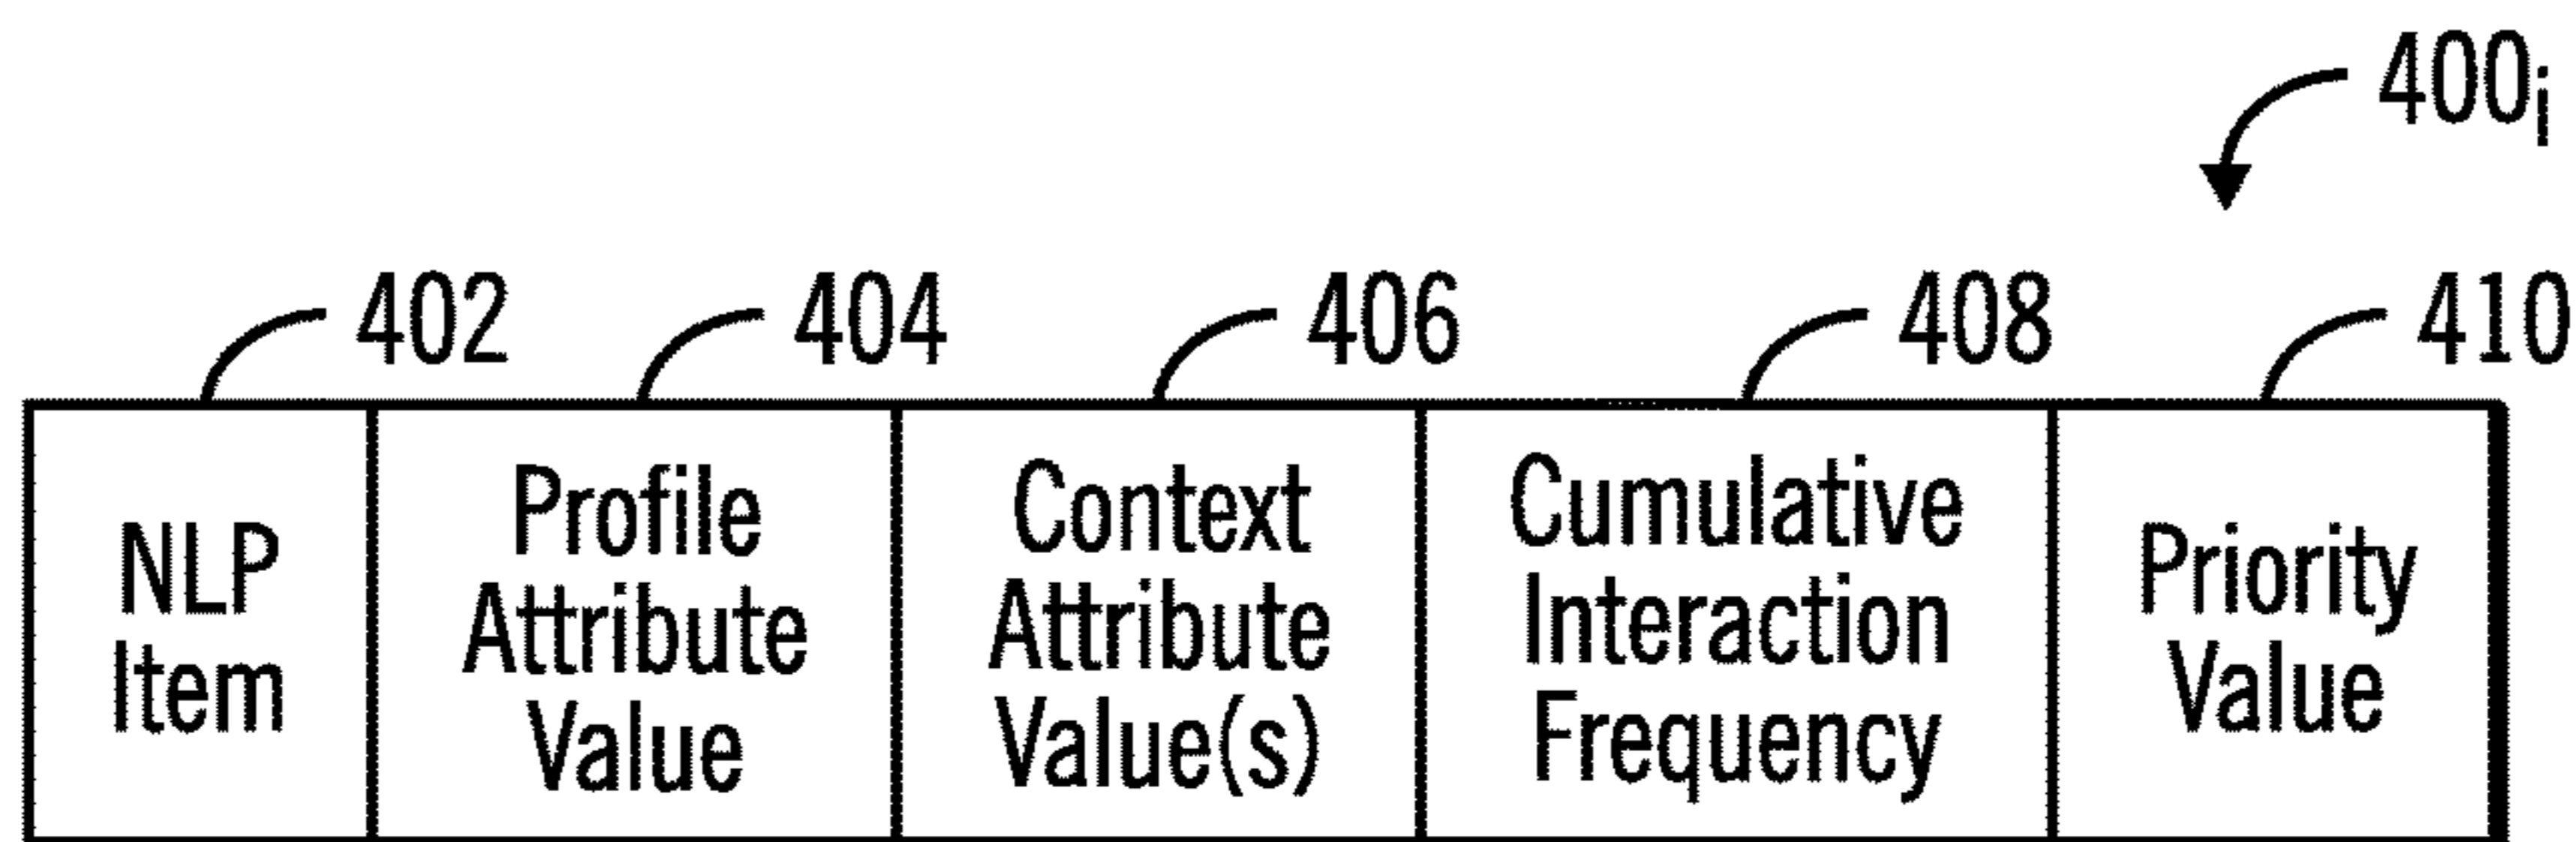 400i
402 404 406 408 410
NLP
Item
Profile
Attribute
Value
Context
Attribute
Value(s)
Cumulative
Interaction
Frequency
Priority
Value